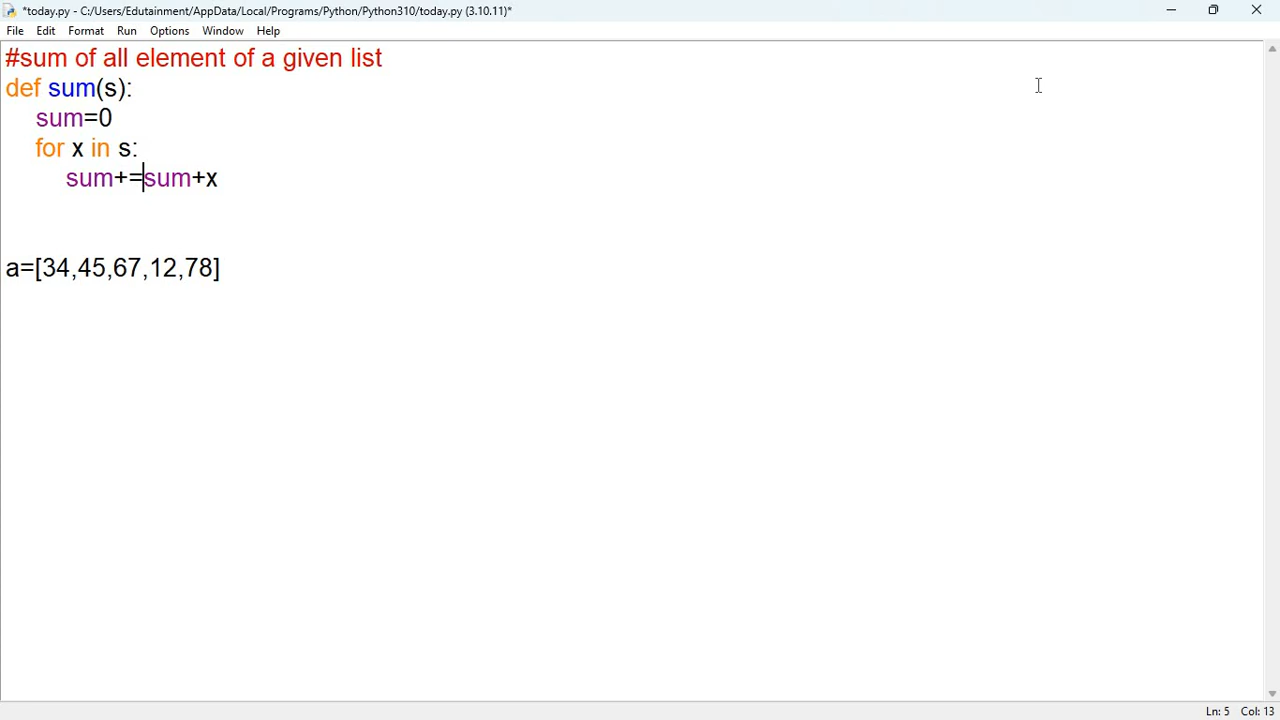 *today.py - C:/Users/Edutainment/AppData/Local/Programs/Python/Python310/today.py (3.10.11)*
File Edit Format Run Options Window Help
#sum of all element of a given list
def sum(s):
    sum=0
    for x in s:
        sum+=sum+x
a=[34,45,67,12,78]
Ln: 5 Col: 13